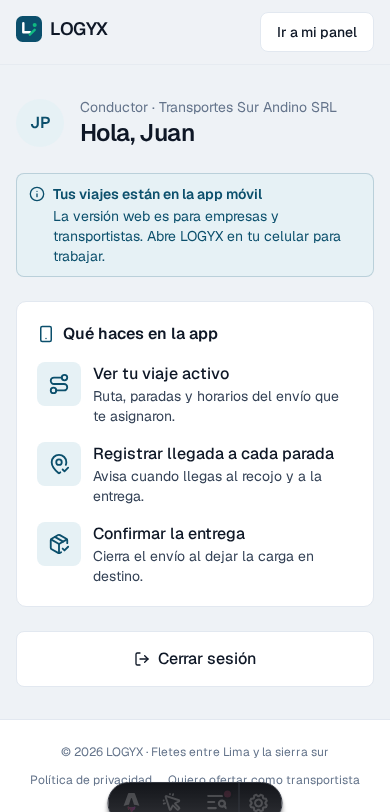 LOGYX
Ir a mi panel
JP
Conductor · Transportes Sur Andino SRL
Hola, Juan
Tus viajes están en la app móvil
La versión web es para empresas y
transportistas. Abre LOGYX en tu celular para
trabajar.
Qué haces en la app
Ver tu viaje activo
Ruta, paradas y horarios del envío que
te asignaron.
Registrar llegada a cada parada
Avisa cuando llegas al recojo y a la
entrega.
Confirmar la entrega
Cierra el envío al dejar la carga en
destino.
Cerrar sesión
© 2026 LOGYX · Fletes entre Lima y la sierra sur
Política de privacidad Quiero ofertar como transportista